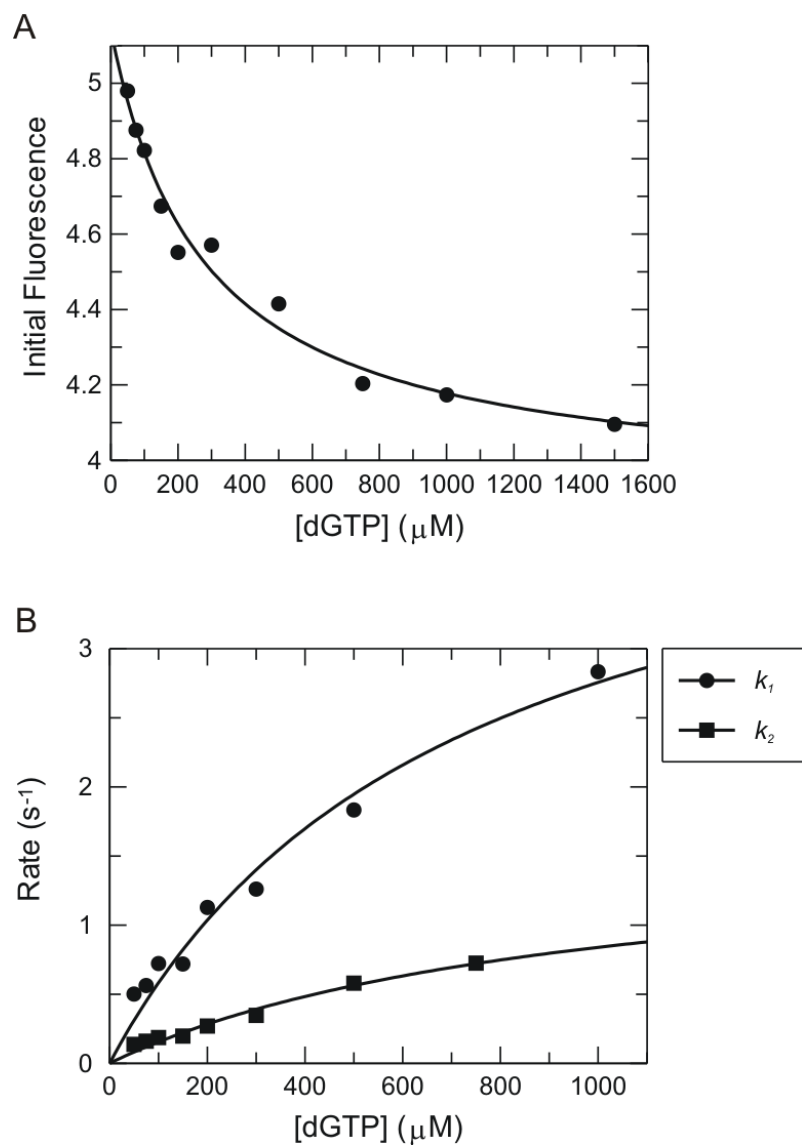 A
Initial Fluorescence
5
4.8
4.6
4.4
4.2
4
0 200 400 600 800 1000 1200 1400 1600
[dGTP] (μM)
B
Rate (s-1)
3
2
1
0
0 200 400 600 800 1000
[dGTP] (μM)
k1
k2